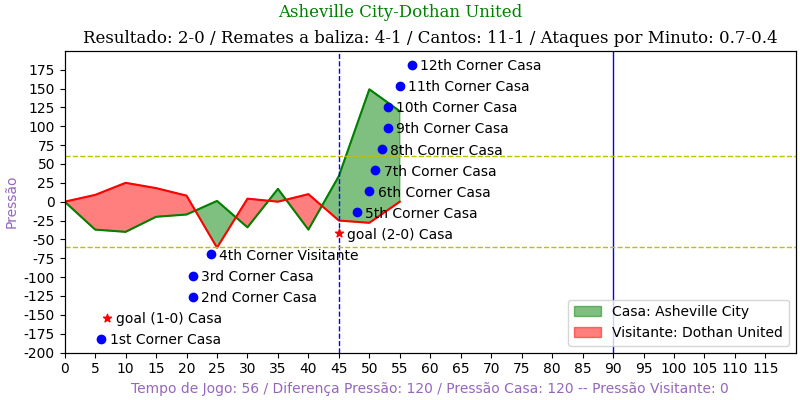 Asheville City-Dothan United
Resultado: 2-0 / Remates a baliza: 4-1 / Cantos: 11-1 / Ataques por Minuto: 0.7-0.4
Pressão
175
150
125
100
75
50
25
0
-25
-50
-75
-100
-125
-150
-175
-200
12th Corner Casa
11th Corner Casa
10th Corner Casa
9th Corner Casa
8th Corner Casa
7th Corner Casa
6th Corner Casa
5th Corner Casa
goal (2-0) Casa
4th Corner Visitante
3rd Corner Casa
2nd Corner Casa
goal (1-0) Casa
1st Corner Casa
Casa: Asheville City
Visitante: Dothan United
0 5 10 15 20 25 30 35 40 45 50 55 60 65 70 75 80 85 90 95 100 105 110 115
Tempo de Jogo: 56 / Diferença Pressão: 120 / Pressão Casa: 120 -- Pressão Visitante: 0